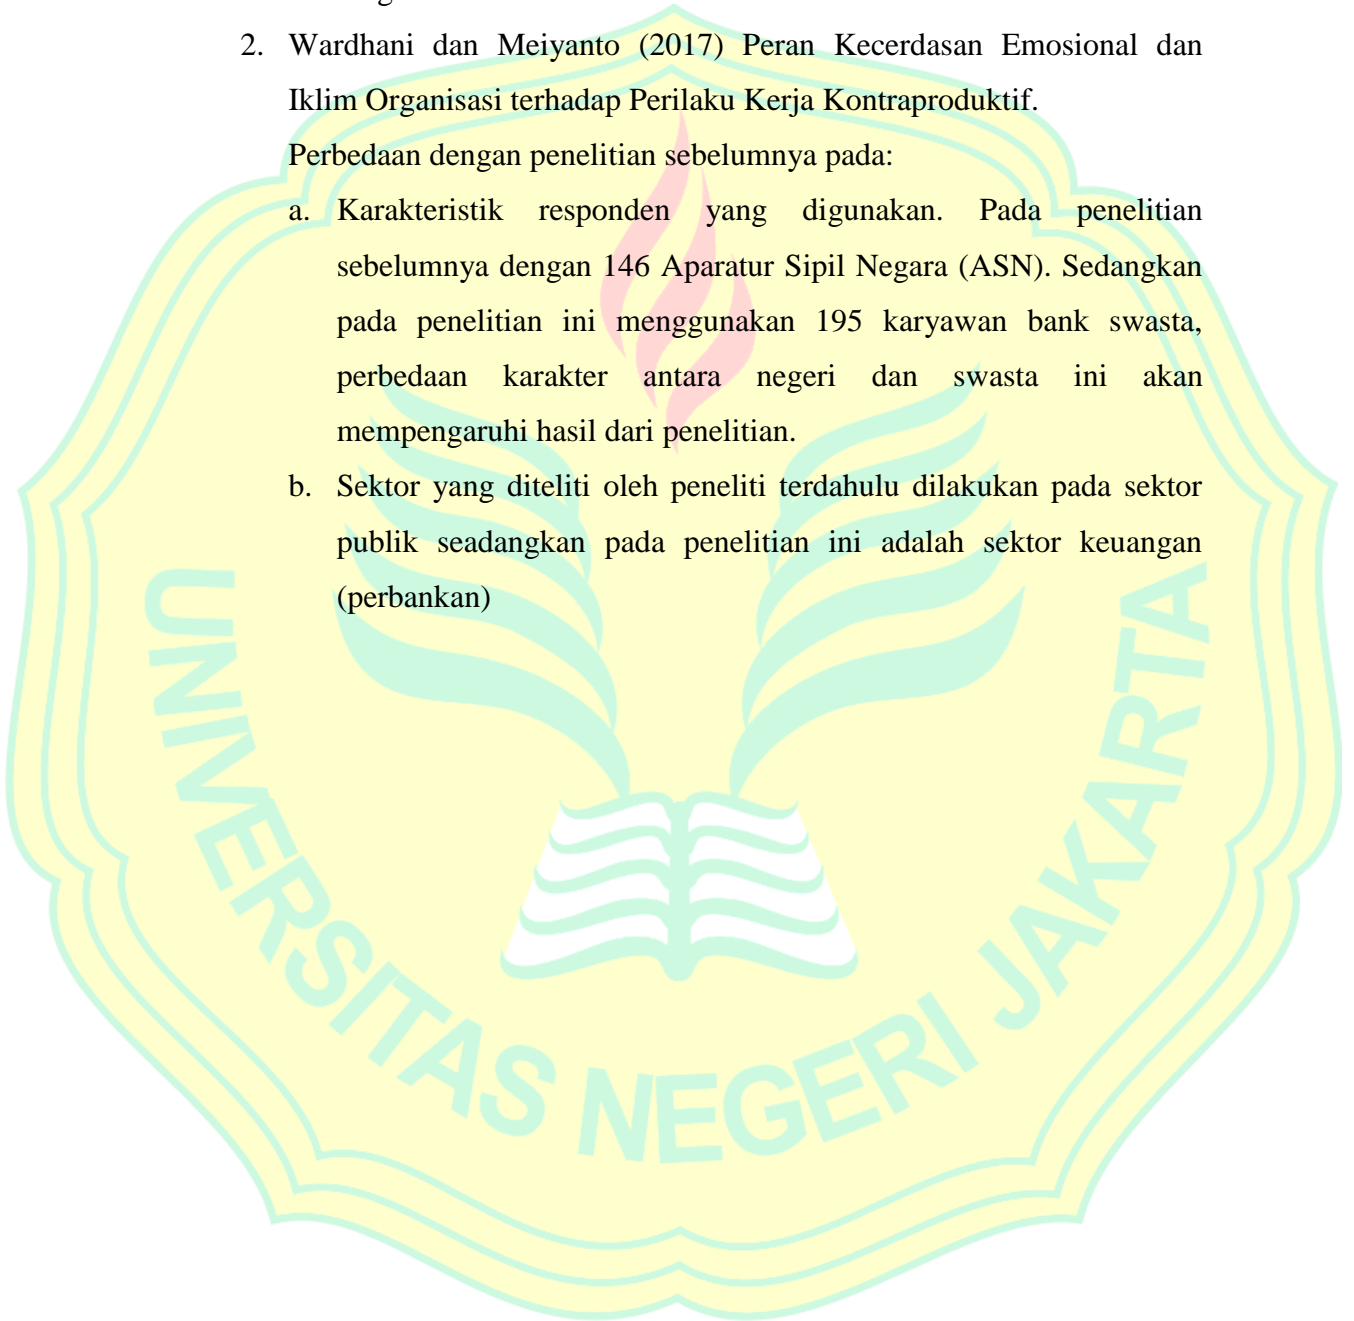 2. Wardhani dan Meiyanto (2017) Peran Kecerdasan Emosional dan
Iklim Organisasi terhadap Perilaku Kerja Kontraproduktif.
Perbedaan dengan penelitian sebelumnya pada:
a. Karakteristik responden yang digunakan. Pada penelitian
sebelumnya dengan 146 Aparatur Sipil Negara (ASN). Sedangkan
pada penelitian ini menggunakan 195 karyawan bank swasta,
perbedaan karakter antara negeri dan swasta ini akan
mempengaruhi hasil dari penelitian.
b. Sektor yang diteliti oleh peneliti terdahulu dilakukan pada sektor
publik seadangkan pada penelitian ini adalah sektor keuangan
(perbankan)
UNIVERSITAS NEGERI JAKARTA